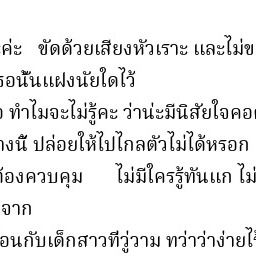 ค่ะ ขัดด้วยเสียงหัวเราะ และไม่ข
รอนั้นแฝงนัยใดไว้
ทำไมจะไม่รู้คะ ว่าน่ะมีนิสัยใจคอ
างนี้ ปล่อยให้ไปไกลตัวไม่ได้หรอก
้องควบคุม ไม่มีใครรู้ทันแก ไม่
จาก
อนกับเด็กสาวที่วู่วาม ทว่าว่าง่ายไร้